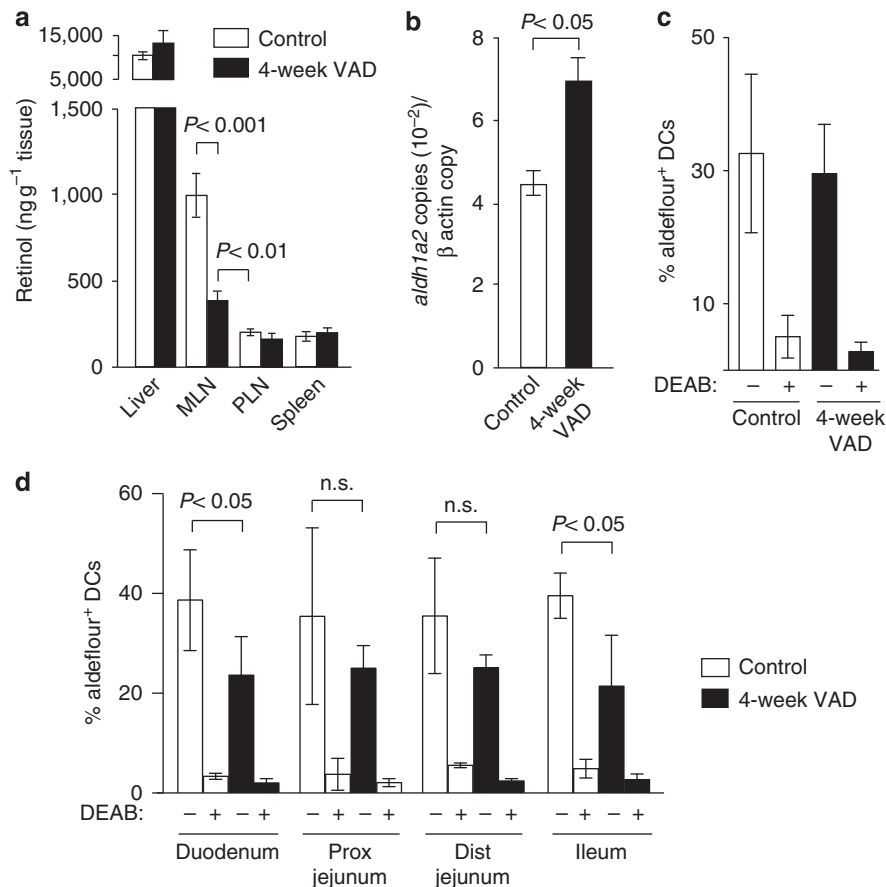 a
15,000
5,000
Control
4-week VAD
Retinol (ng g⁻¹ tissue)
1,500
1,000
500
0
P< 0.001
P< 0.01
Liver
MLN
PLN
Spleen
b
P< 0.05
aldh1a2 copies (10⁻²)/
β actin copy
8
6
4
2
0
Control
4-week
VAD
c
% aldeflour⁺ DCs
50
30
10
DEAB: − + − +
Control 4-week
VAD
d
% aldeflour⁺ DCs
60
40
20
0
P< 0.05
n.s.
n.s.
P< 0.05
Control
4-week VAD
DEAB: − + − + − + − + − + − + − + − +
Duodenum Prox Dist Ileum
jejunum jejunum